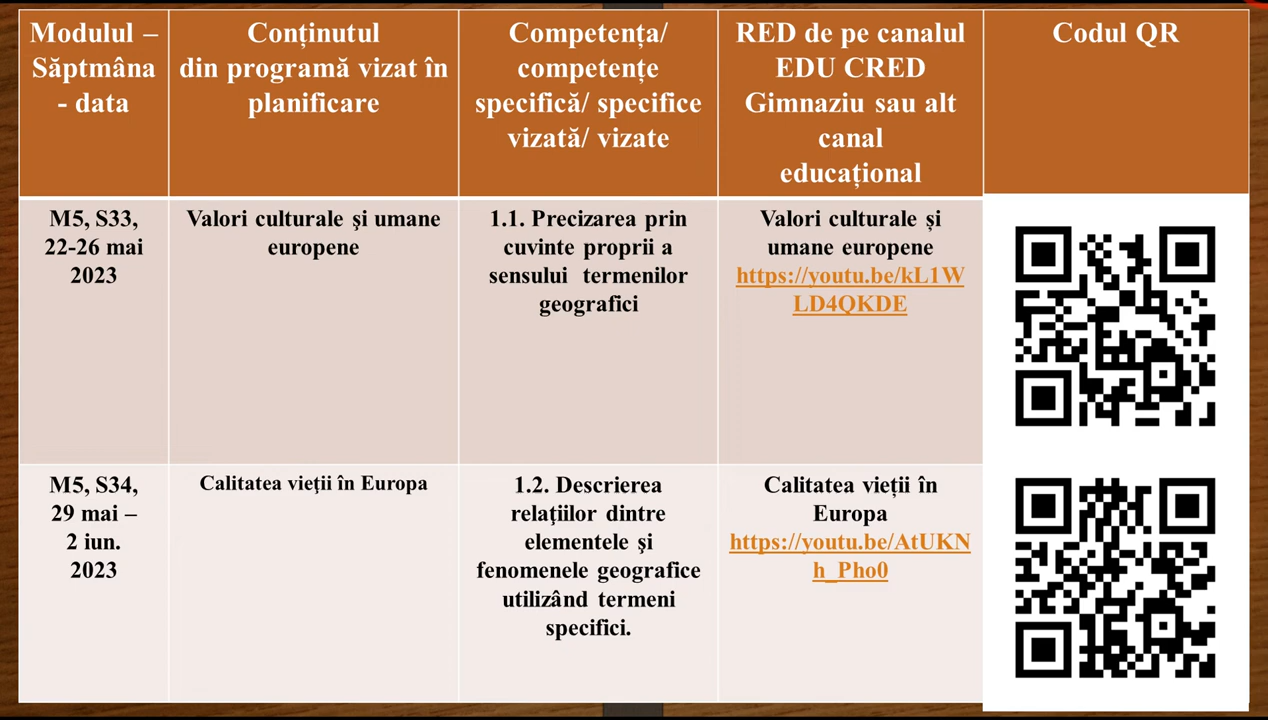 Modulul –
Săptmâna
- data
Conținutul
din programă vizat în
planificare
Competența/
competențe
specifică/ specifice
vizată/ vizate
RED de pe canalul
EDU CRED
Gimnaziu sau alt
canal
educațional
Codul QR
M5, S33,
22-26 mai
2023
Valori culturale şi umane
europene
1.1. Precizarea prin
cuvinte proprii a
sensului termenilor
geografici
Valori culturale și
umane europene
https://youtu.be/kL1W
LD4QKDE
M5, S34,
29 mai –
2 iun.
2023
Calitatea vieţii în Europa
1.2. Descrierea
relaţiilor dintre
elementele şi
fenomenele geografice
utilizând termeni
specifici.
Calitatea vieții în
Europa
https://youtu.be/AtUKN
h_Pho0